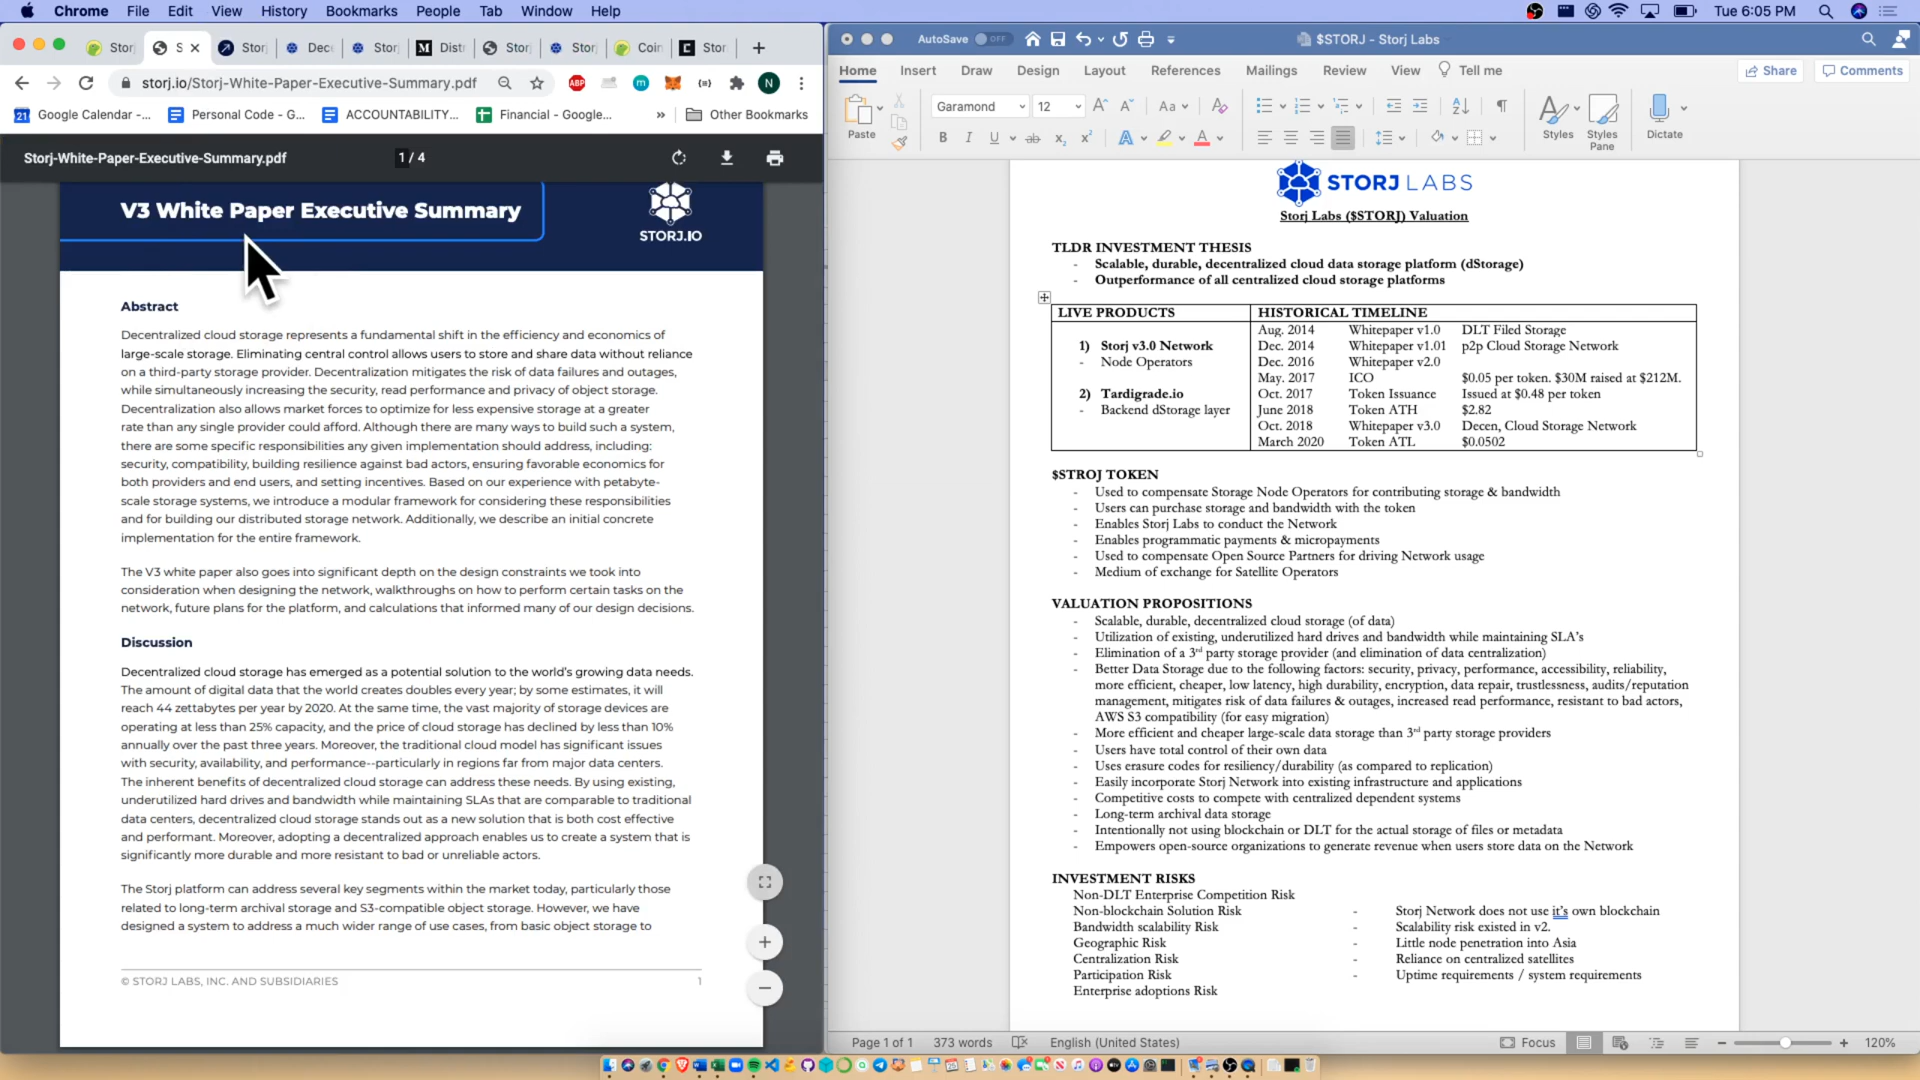 Chrome File Edit View History Bookmarks People Tab Window Help
Tue 6:05 PM
Stor S Stor Dec Stor M Distr Stor Stor Coin Stor
storj.io/Storj-White-Paper-Executive-Summary.pdf
ABP m N
21 Google Calendar -... Personal Code - G... ACCOUNTABILITY... Financial - Google... » Other Bookmarks
Storj-White-Paper-Executive-Summary.pdf 1 / 4
V3 White Paper Executive Summary
STORJ.IO
Abstract
Decentralized cloud storage represents a fundamental shift in the efficiency and economics of
large-scale storage. Eliminating central control allows users to store and share data without reliance
on a third-party storage provider. Decentralization mitigates the risk of data failures and outages,
while simultaneously increasing the security, read performance and privacy of object storage.
Decentralization also allows market forces to optimize for less expensive storage at a greater
rate than any single provider could afford. Although there are many ways to build such a system,
there are some specific responsibilities any given implementation should address, including:
security, compatibility, building resilience against bad actors, ensuring favorable economics for
both providers and end users, and setting incentives. Based on our experience with petabyte-
scale storage systems, we introduce a modular framework for considering these responsibilities
and for building our distributed storage network. Additionally, we describe an initial concrete
implementation for the entire framework.
The V3 white paper also goes into significant depth on the design constraints we took into
consideration when designing the network, walkthroughs on how to perform certain tasks on the
network, future plans for the platform, and calculations that informed many of our design decisions.
Discussion
Decentralized cloud storage has emerged as a potential solution to the world's growing data needs.
The amount of digital data that the world creates doubles every year; by some estimates, it will
reach 44 zettabytes per year by 2020. At the same time, the vast majority of storage devices are
operating at less than 25% capacity, and the price of cloud storage has declined by less than 10%
annually over the past three years. Moreover, the traditional cloud model has significant issues
with security, availability, and performance--particularly in regions far from major data centers.
The inherent benefits of decentralized cloud storage can address these needs. By using existing,
underutilized hard drives and bandwidth while maintaining SLAs that are comparable to traditional
data centers, decentralized cloud storage stands out as a new solution that is both cost effective
and performant. Moreover, adopting a decentralized approach enables us to create a system that is
significantly more durable and more resistant to bad or unreliable actors.
The Storj platform can address several key segments within the market today, particularly those
related to long-term archival storage and S3-compatible object storage. However, we have
designed a system to address a much wider range of use cases, from basic object storage to
© STORJ LABS, INC. AND SUBSIDIARIES 1
AutoSave OFF $STORJ - Storj Labs
Home Insert Draw Design Layout References Mailings Review View Tell me Share Comments
Paste Garamond 12 Styles Styles Pane Dictate
STORJ LABS
Storj Labs ($STORJ) Valuation
TLDR INVESTMENT THESIS
- Scalable, durable, decentralized cloud data storage platform (dStorage)
- Outperformance of all centralized cloud storage platforms
LIVE PRODUCTS HISTORICAL TIMELINE
Aug. 2014 Whitepaper v1.0 DLT Filed Storage
1) Storj v3.0 Network Dec. 2014 Whitepaper v1.01 p2p Cloud Storage Network
- Node Operators Dec. 2016 Whitepaper v2.0
May. 2017 ICO $0.05 per token. $30M raised at $212M.
2) Tardigrade.io Oct. 2017 Token Issuance Issued at $0.48 per token
- Backend dStorage layer June 2018 Token ATH $2.82
Oct. 2018 Whitepaper v3.0 Decen, Cloud Storage Network
March 2020 Token ATL $0.0502
$STROJ TOKEN
- Used to compensate Storage Node Operators for contributing storage & bandwidth
- Users can purchase storage and bandwidth with the token
- Enables Storj Labs to conduct the Network
- Enables programmatic payments & micropayments
- Used to compensate Open Source Partners for driving Network usage
- Medium of exchange for Satellite Operators
VALUATION PROPOSITIONS
- Scalable, durable, decentralized cloud storage (of data)
- Utilization of existing, underutilized hard drives and bandwidth while maintaining SLA's
- Elimination of a 3rd party storage provider (and elimination of data centralization)
- Better Data Storage due to the following factors: security, privacy, performance, accessibility, reliability,
more efficient, cheaper, low latency, high durability, encryption, data repair, trustlessness, audits/reputation
management, mitigates risk of data failures & outages, increased read performance, resistant to bad actors,
AWS S3 compatibility (for easy migration)
- More efficient and cheaper large-scale data storage than 3rd party storage providers
- Users have total control of their own data
- Uses erasure codes for resiliency/durability (as compared to replication)
- Easily incorporate Storj Network into existing infrastructure and applications
- Competitive costs to compete with centralized dependent systems
- Long-term archival data storage
- Intentionally not using blockchain or DLT for the actual storage of files or metadata
- Empowers open-source organizations to generate revenue when users store data on the Network
INVESTMENT RISKS
Non-DLT Enterprise Competition Risk
Non-blockchain Solution Risk - Storj Network does not use it's own blockchain
Bandwidth scalability Risk - Scalability risk existed in v2.
Geographic Risk - Little node penetration into Asia
Centralization Risk - Reliance on centralized satellites
Participation Risk - Uptime requirements / system requirements
Enterprise adoptions Risk
Page 1 of 1 373 words English (United States) Focus 120%